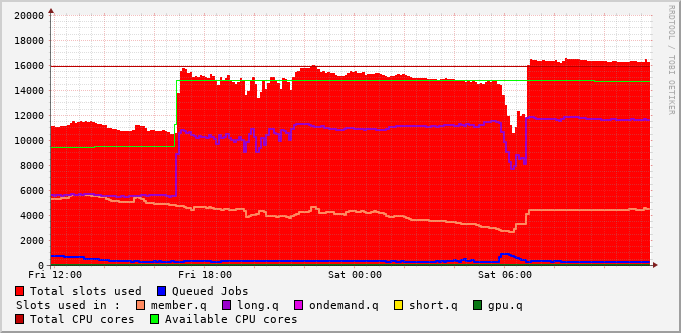 20000
18000
16000
14000
12000
10000
8000
6000
4000
2000
0
Fri 12:00 Fri 18:00 Sat 00:00 Sat 06:00
Total slots used Queued Jobs
Slots used in : member.q long.q ondemand.q short.q gpu.q
Total CPU cores Available CPU cores
RRDTOOL / TOBI OETIKER